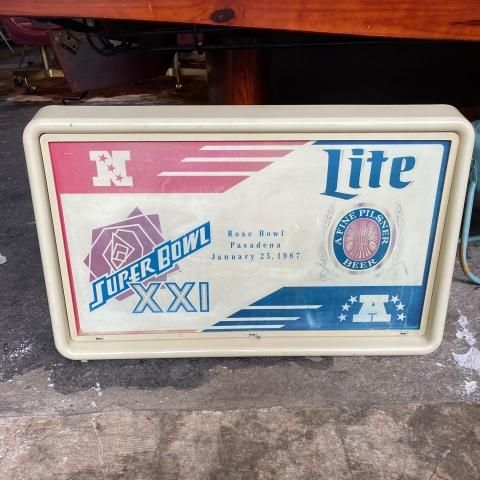 N
Lite
A FINE PILSNER
BEER
SUPER BOWL
XXI
Rose Bowl
Pasadena
January 25, 1987
A